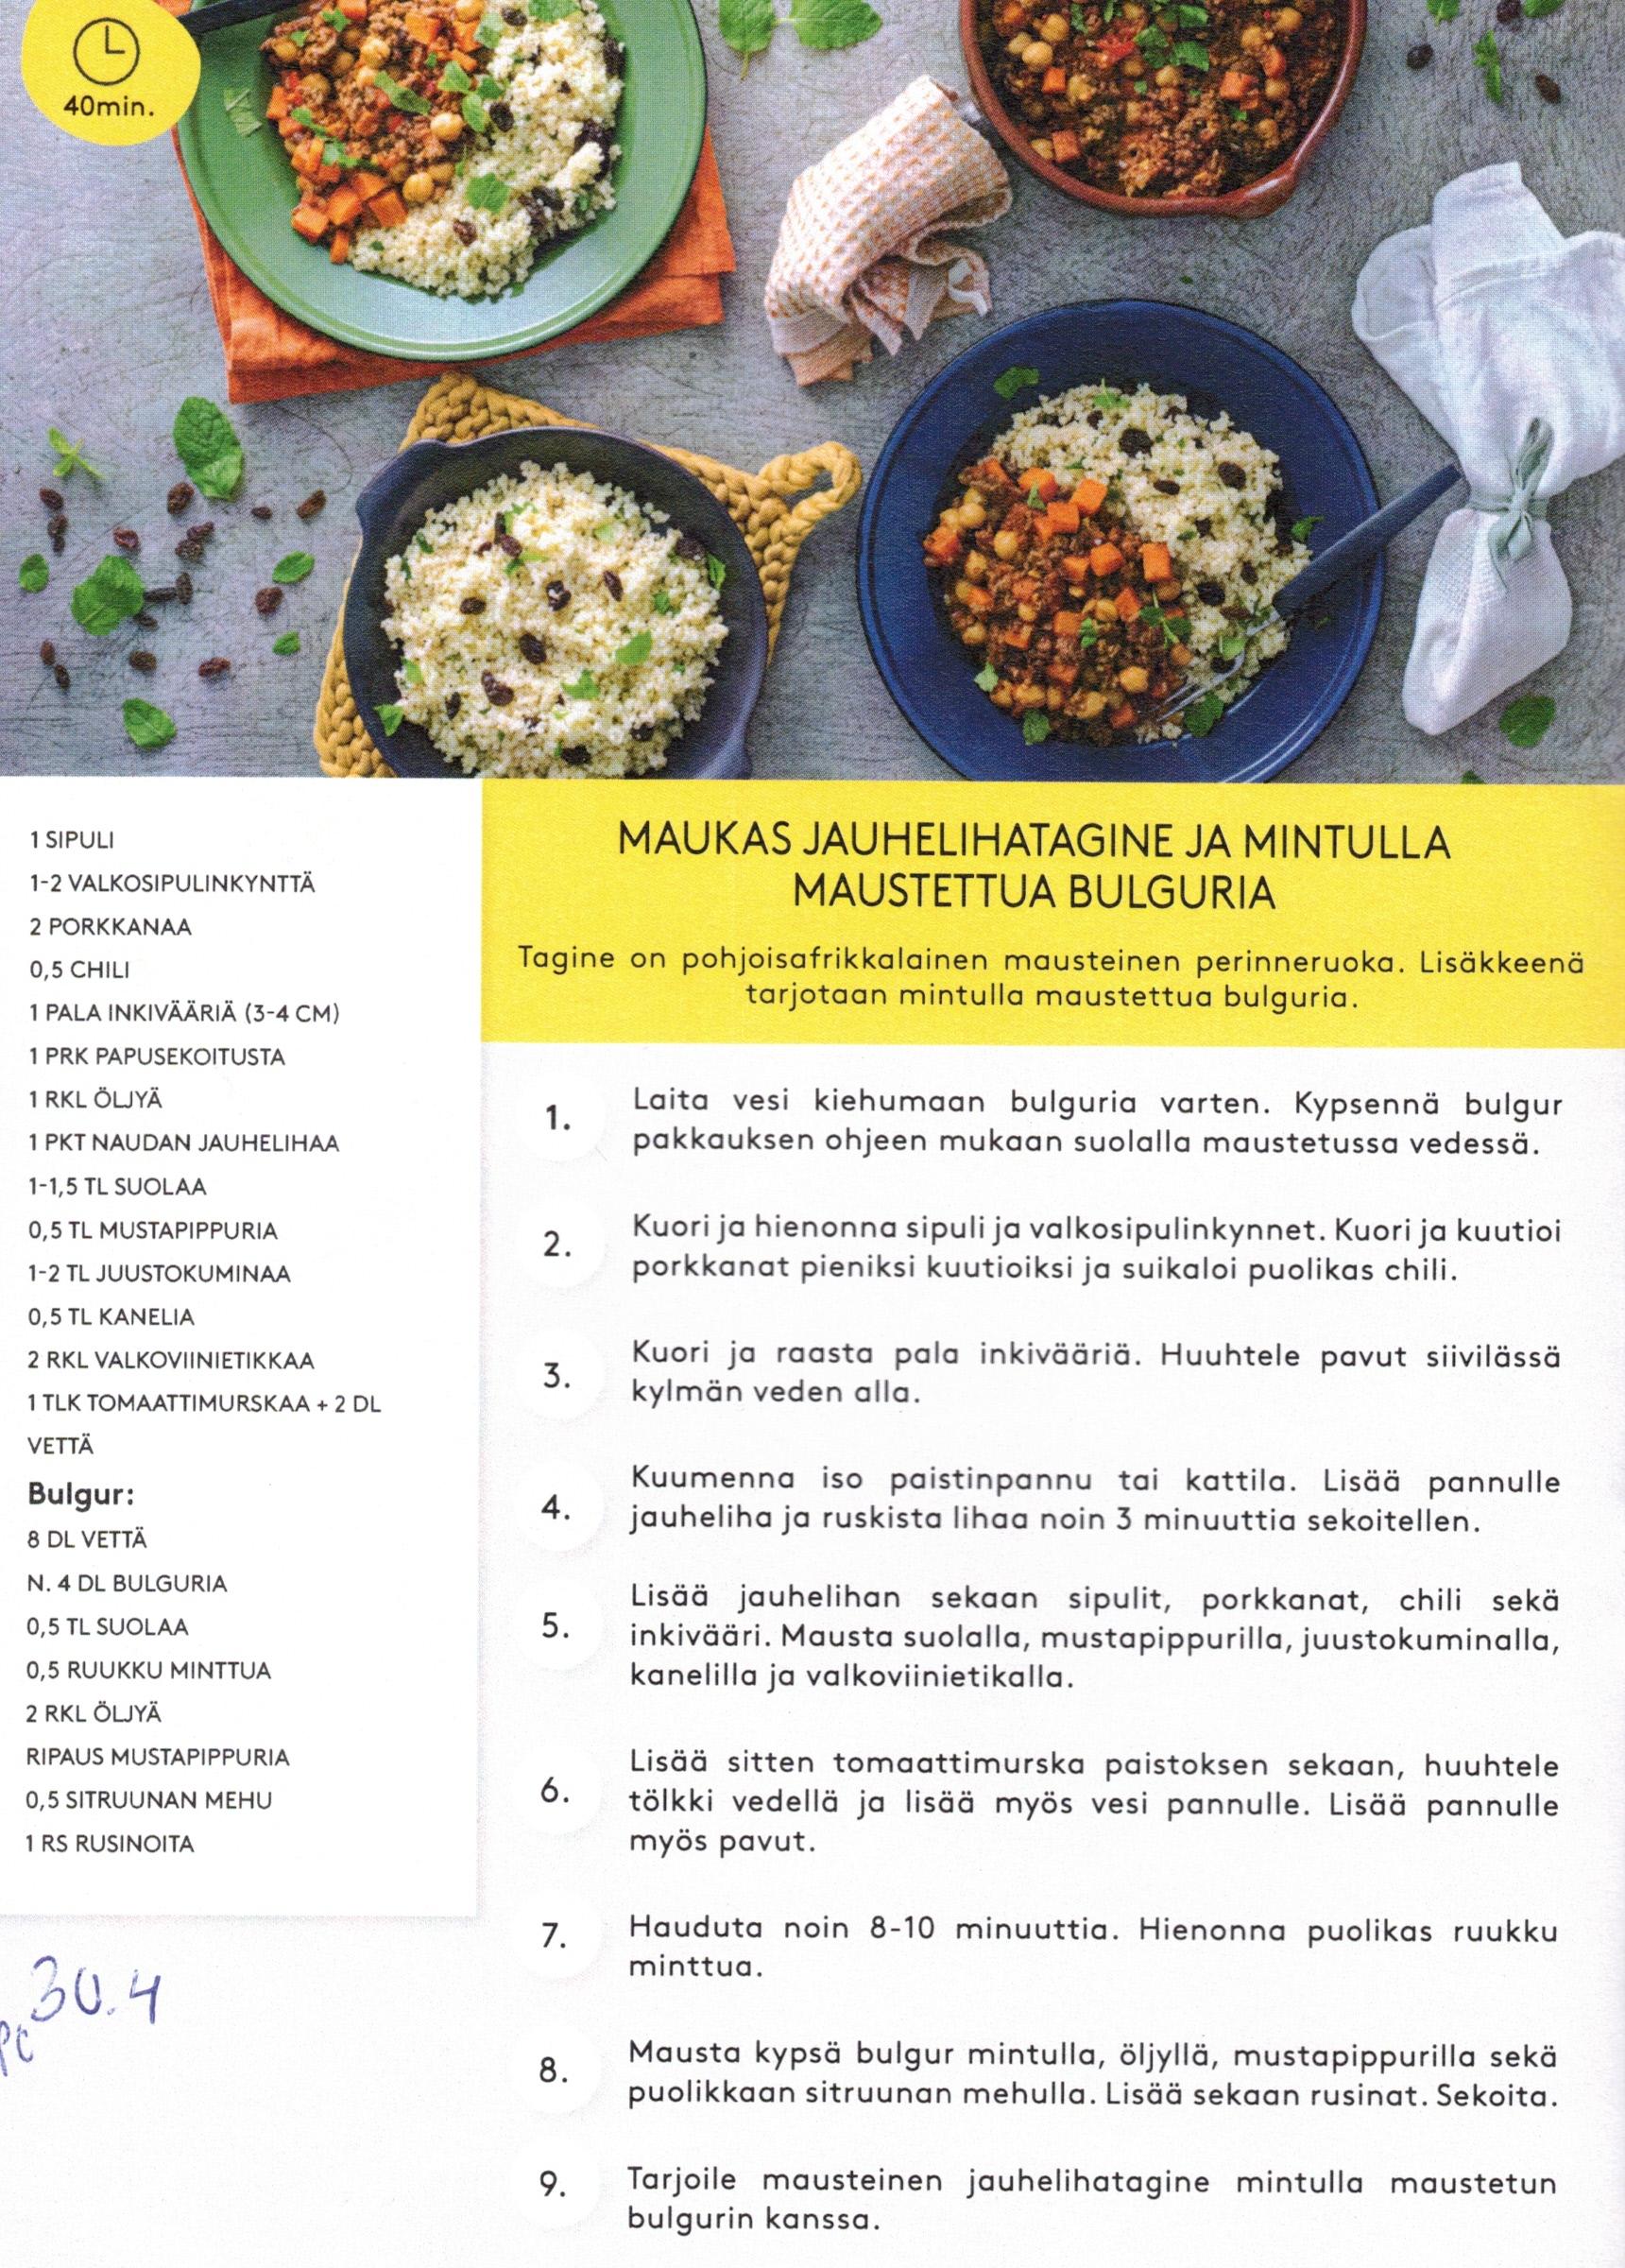 40min.
1 SIPULI
1-2 VALKOSIPULINKYNTTÄ
2 PORKKANAA
0,5 CHILI
1 PALA INKIVÄÄRIÄ (3-4 CM)
1 PRK PAPUSEKOITUSTA
1 RKL ÖLJYÄ
1 PKT NAUDAN JAUHELIHAA
1-1,5 TL SUOLAA
0,5 TL MUSTAPIPPURIA
1-2 TL JUUSTOKUMINAA
0,5 TL KANELIA
2 RKL VALKOVIINIETIKKAA
1 TLK TOMAATTIMURSKAA + 2 DL
VETTÄ
Bulgur:
8 DL VETTÄ
N. 4 DL BULGURIA
0,5 TL SUOLAA
0,5 RUUKKU MINTTUA
2 RKL ÖLJYÄ
RIPAUS MUSTAPIPPURIA
0,5 SITRUUNAN MEHU
1 RS RUSINOITA
30.4
MAUKAS JAUHELIHATAGINE JA MINTULLA
MAUSTETTUA BULGURIA
Tagine on pohjoisafrikkalainen mausteinen perinneruoka. Lisäkkeenä
tarjotaan mintulla maustettua bulguria.
1. Laita vesi kiehumaan bulguria varten. Kypsennä bulgur
pakkauksen ohjeen mukaan suolalla maustetussa vedessä.
2. Kuori ja hienonna sipuli ja valkosipulinkynnet. Kuori ja kuutioi
porkkanat pieniksi kuutioiksi ja suikaloi puolikas chili.
3. Kuori ja raasta pala inkivääriä. Huuhtele pavut siivilässä
kylmän veden alla.
4. Kuumenna iso paistinpannu tai kattila. Lisää pannulle
jauheliha ja ruskista lihaa noin 3 minuuttia sekoitellen.
5. Lisää jauhelihan sekaan sipulit, porkkanat, chili sekä
inkivääri. Mausta suolalla, mustapippurilla, juustokuminalla,
kanelilla ja valkoviinietikalla.
6. Lisää sitten tomaattimurska paistoksen sekaan, huuhtele
tölkki vedellä ja lisää myös vesi pannulle. Lisää pannulle
myös pavut.
7. Hauduta noin 8-10 minuuttia. Hienonna puolikas ruukku
minttua.
8. Mausta kypsä bulgur mintulla, öljyllä, mustapippurilla sekä
puolikkaan sitruunan mehulla. Lisää sekaan rusinat. Sekoita.
9. Tarjoile mausteinen jauhelihatagine mintulla maustetun
bulgurin kanssa.